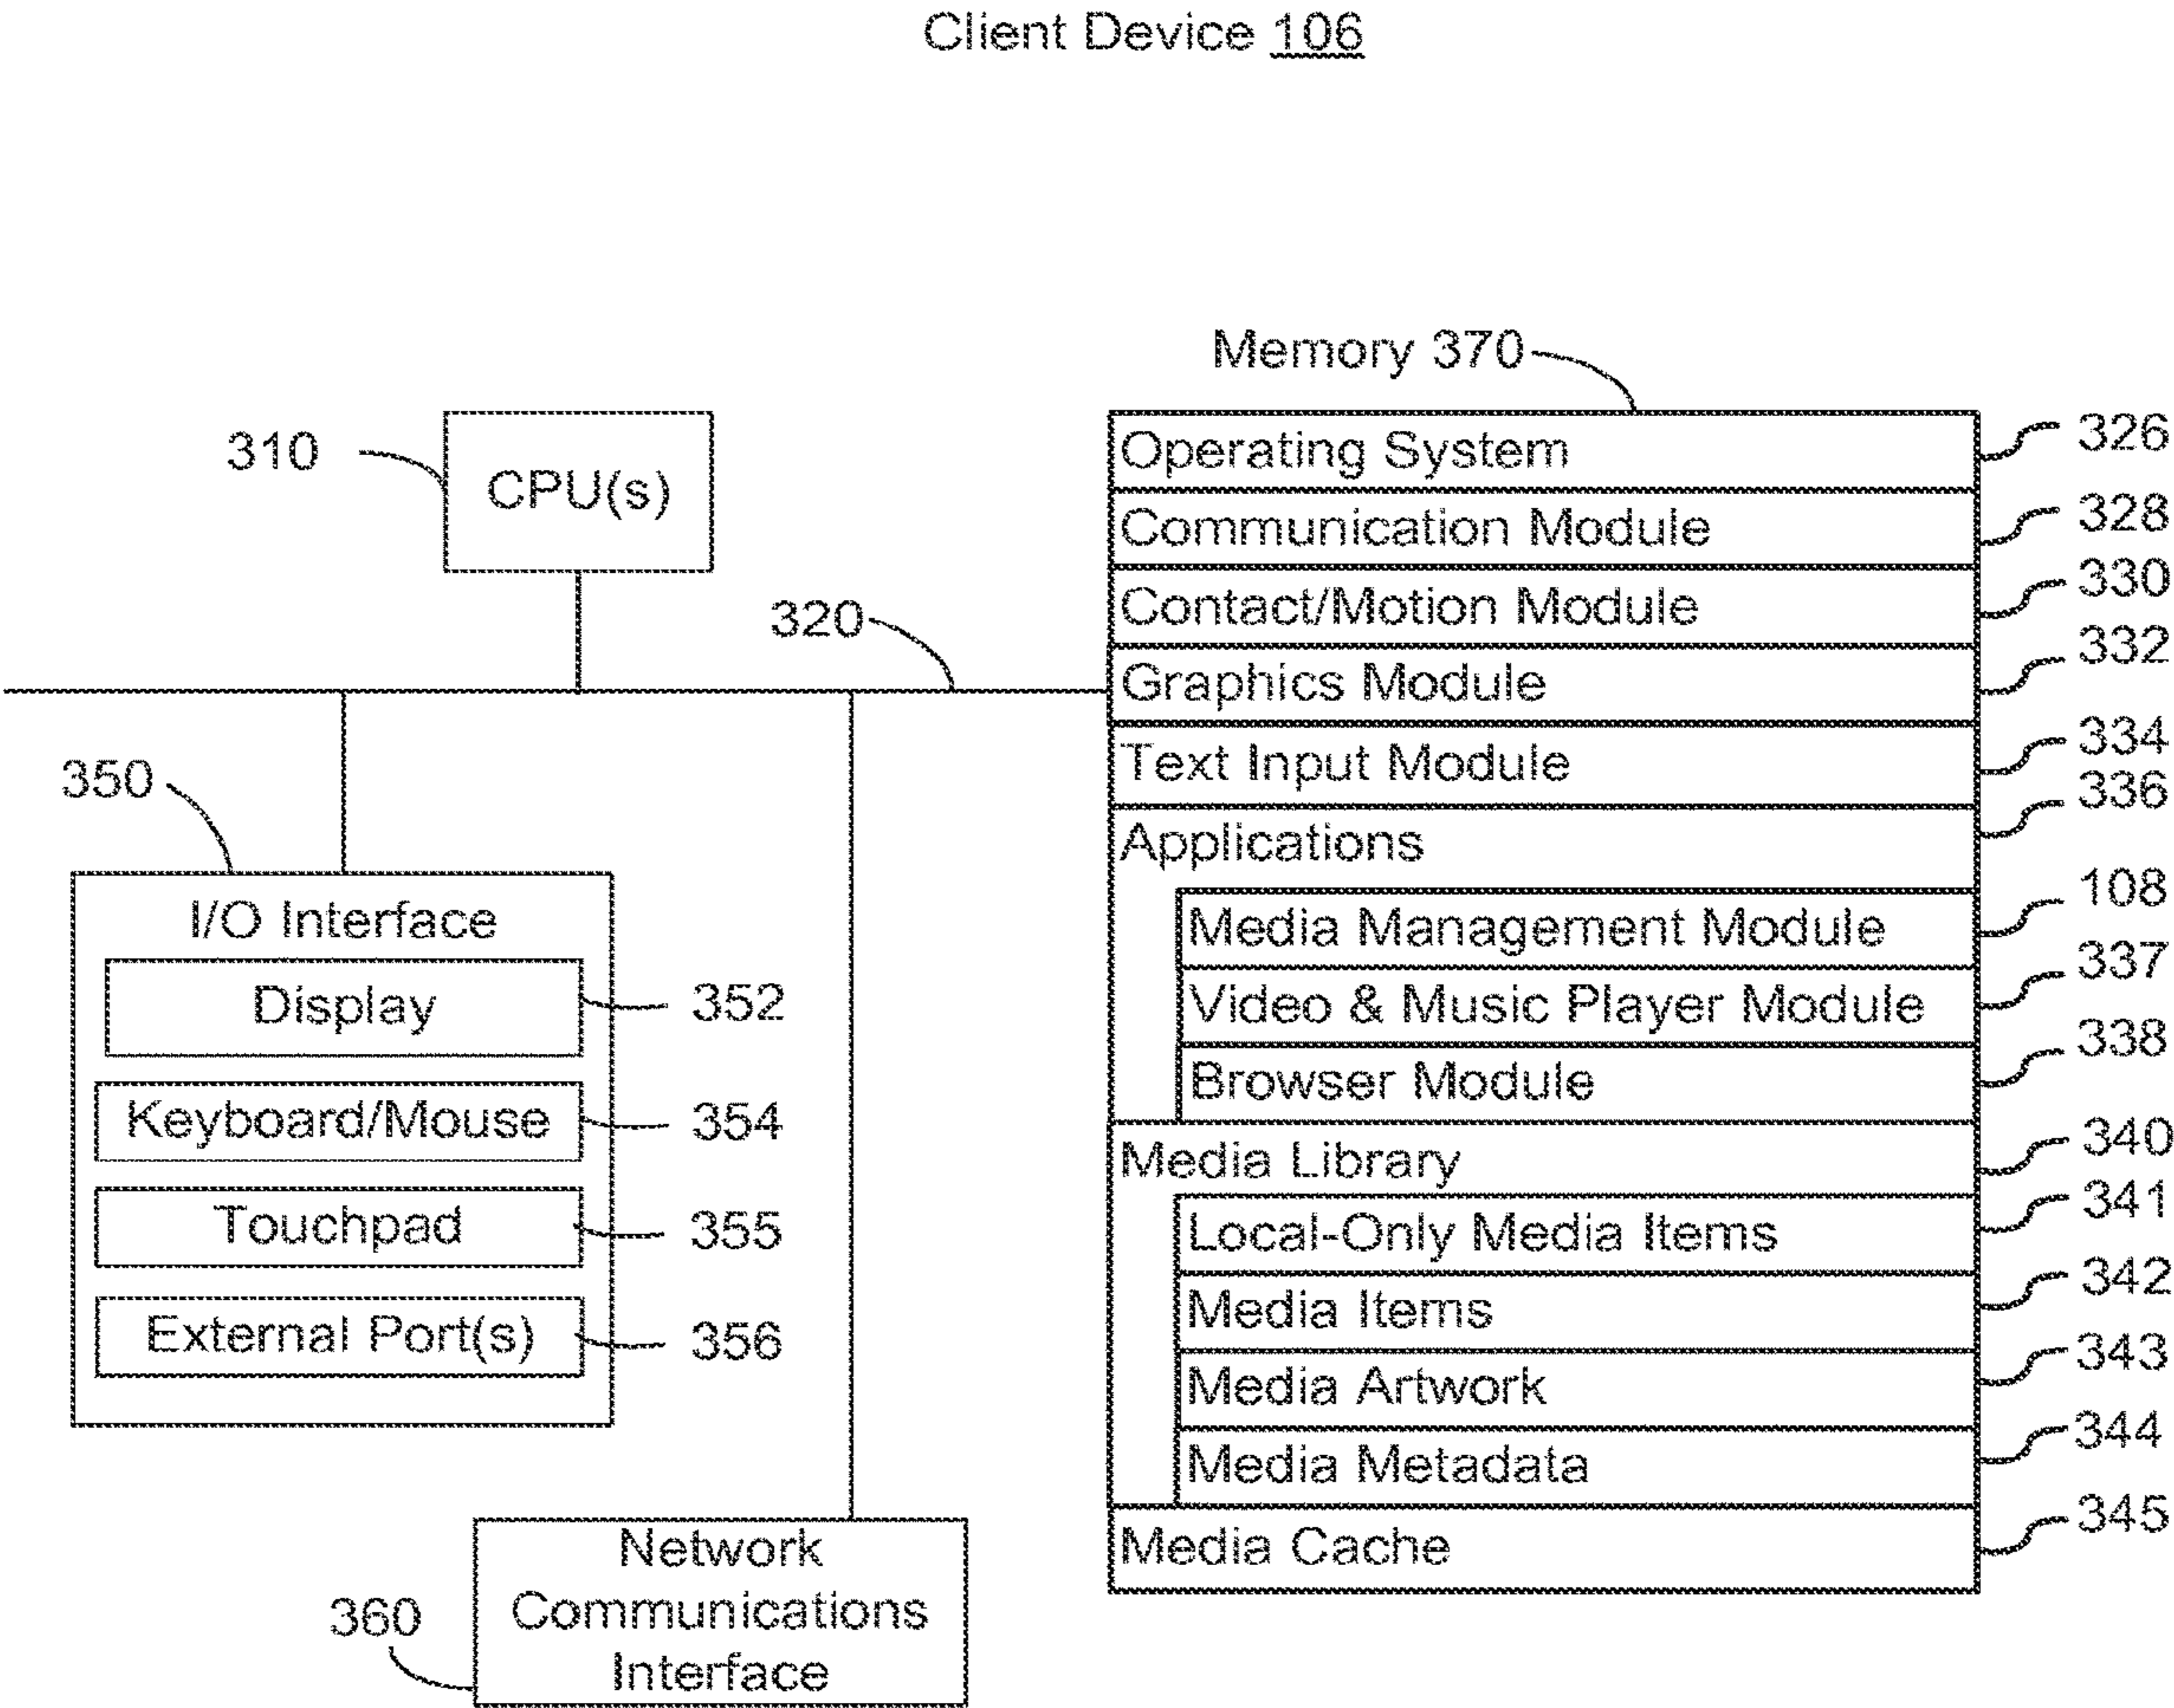 Client Device 106
Memory 370
310
CPU(s)
320
350
I/O Interface
Display
352
Keyboard/Mouse
354
Touchpad
355
External Port(s)
356
360
Network
Communications
Interface
Operating System
326
Communication Module
328
Contact/Motion Module
330
Graphics Module
332
Text Input Module
334
Applications
336
Media Management Module
108
Video & Music Player Module
337
Browser Module
338
Media Library
340
Local-Only Media Items
341
Media Items
342
Media Artwork
343
Media Metadata
344
Media Cache
345